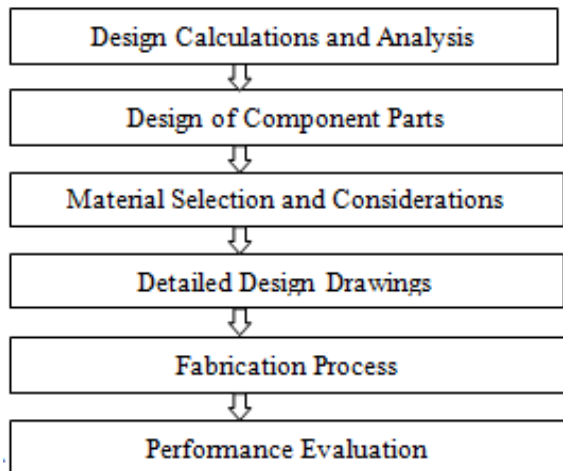 Design Calculations and Analysis
Design of Component Parts
Material Selection and Considerations
Detailed Design Drawings
Fabrication Process
Performance Evaluation